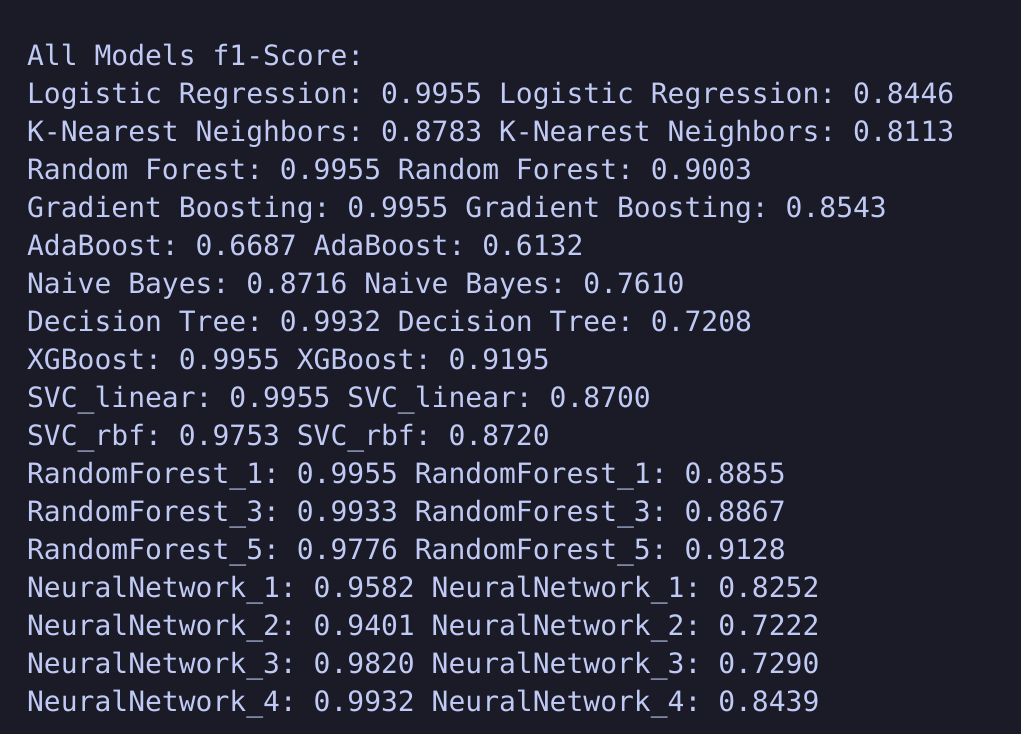 All Models f1-Score:
Logistic Regression: 0.9955 Logistic Regression: 0.8446
K-Nearest Neighbors: 0.8783 K-Nearest Neighbors: 0.8113
Random Forest: 0.9955 Random Forest: 0.9003
Gradient Boosting: 0.9955 Gradient Boosting: 0.8543
AdaBoost: 0.6687 AdaBoost: 0.6132
Naive Bayes: 0.8716 Naive Bayes: 0.7610
Decision Tree: 0.9932 Decision Tree: 0.7208
XGBoost: 0.9955 XGBoost: 0.9195
SVC_linear: 0.9955 SVC_linear: 0.8700
SVC_rbf: 0.9753 SVC_rbf: 0.8720
RandomForest_1: 0.9955 RandomForest_1: 0.8855
RandomForest_3: 0.9933 RandomForest_3: 0.8867
RandomForest_5: 0.9776 RandomForest_5: 0.9128
NeuralNetwork_1: 0.9582 NeuralNetwork_1: 0.8252
NeuralNetwork_2: 0.9401 NeuralNetwork_2: 0.7222
NeuralNetwork_3: 0.9820 NeuralNetwork_3: 0.7290
NeuralNetwork_4: 0.9932 NeuralNetwork_4: 0.8439